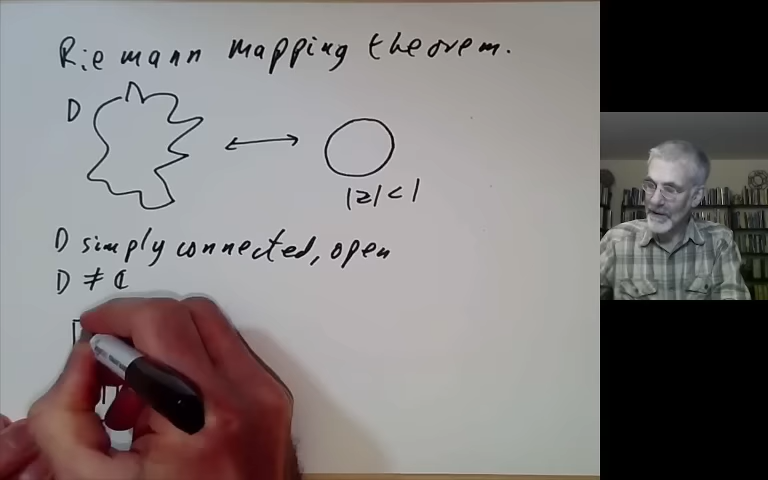 Riemann mapping theorem.
D
|z| < 1
D simply connected, open
D ≠ ℂ